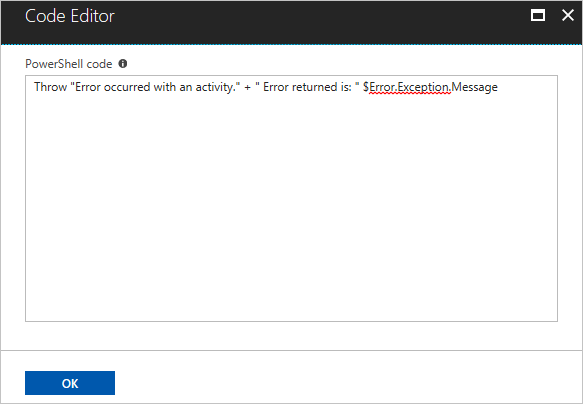 Code Editor
PowerShell code
Throw "Error occurred with an activity." + " Error returned is: " $Error.Exception.Message
OK